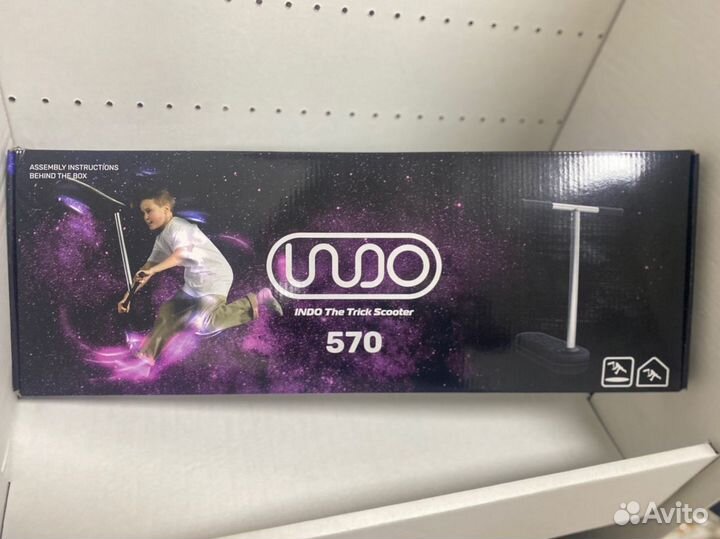 ASSEMBLY INSTRUCTIONS
BEHIND THE BOX
INDO
INDO The Trick Scooter
570
Avito